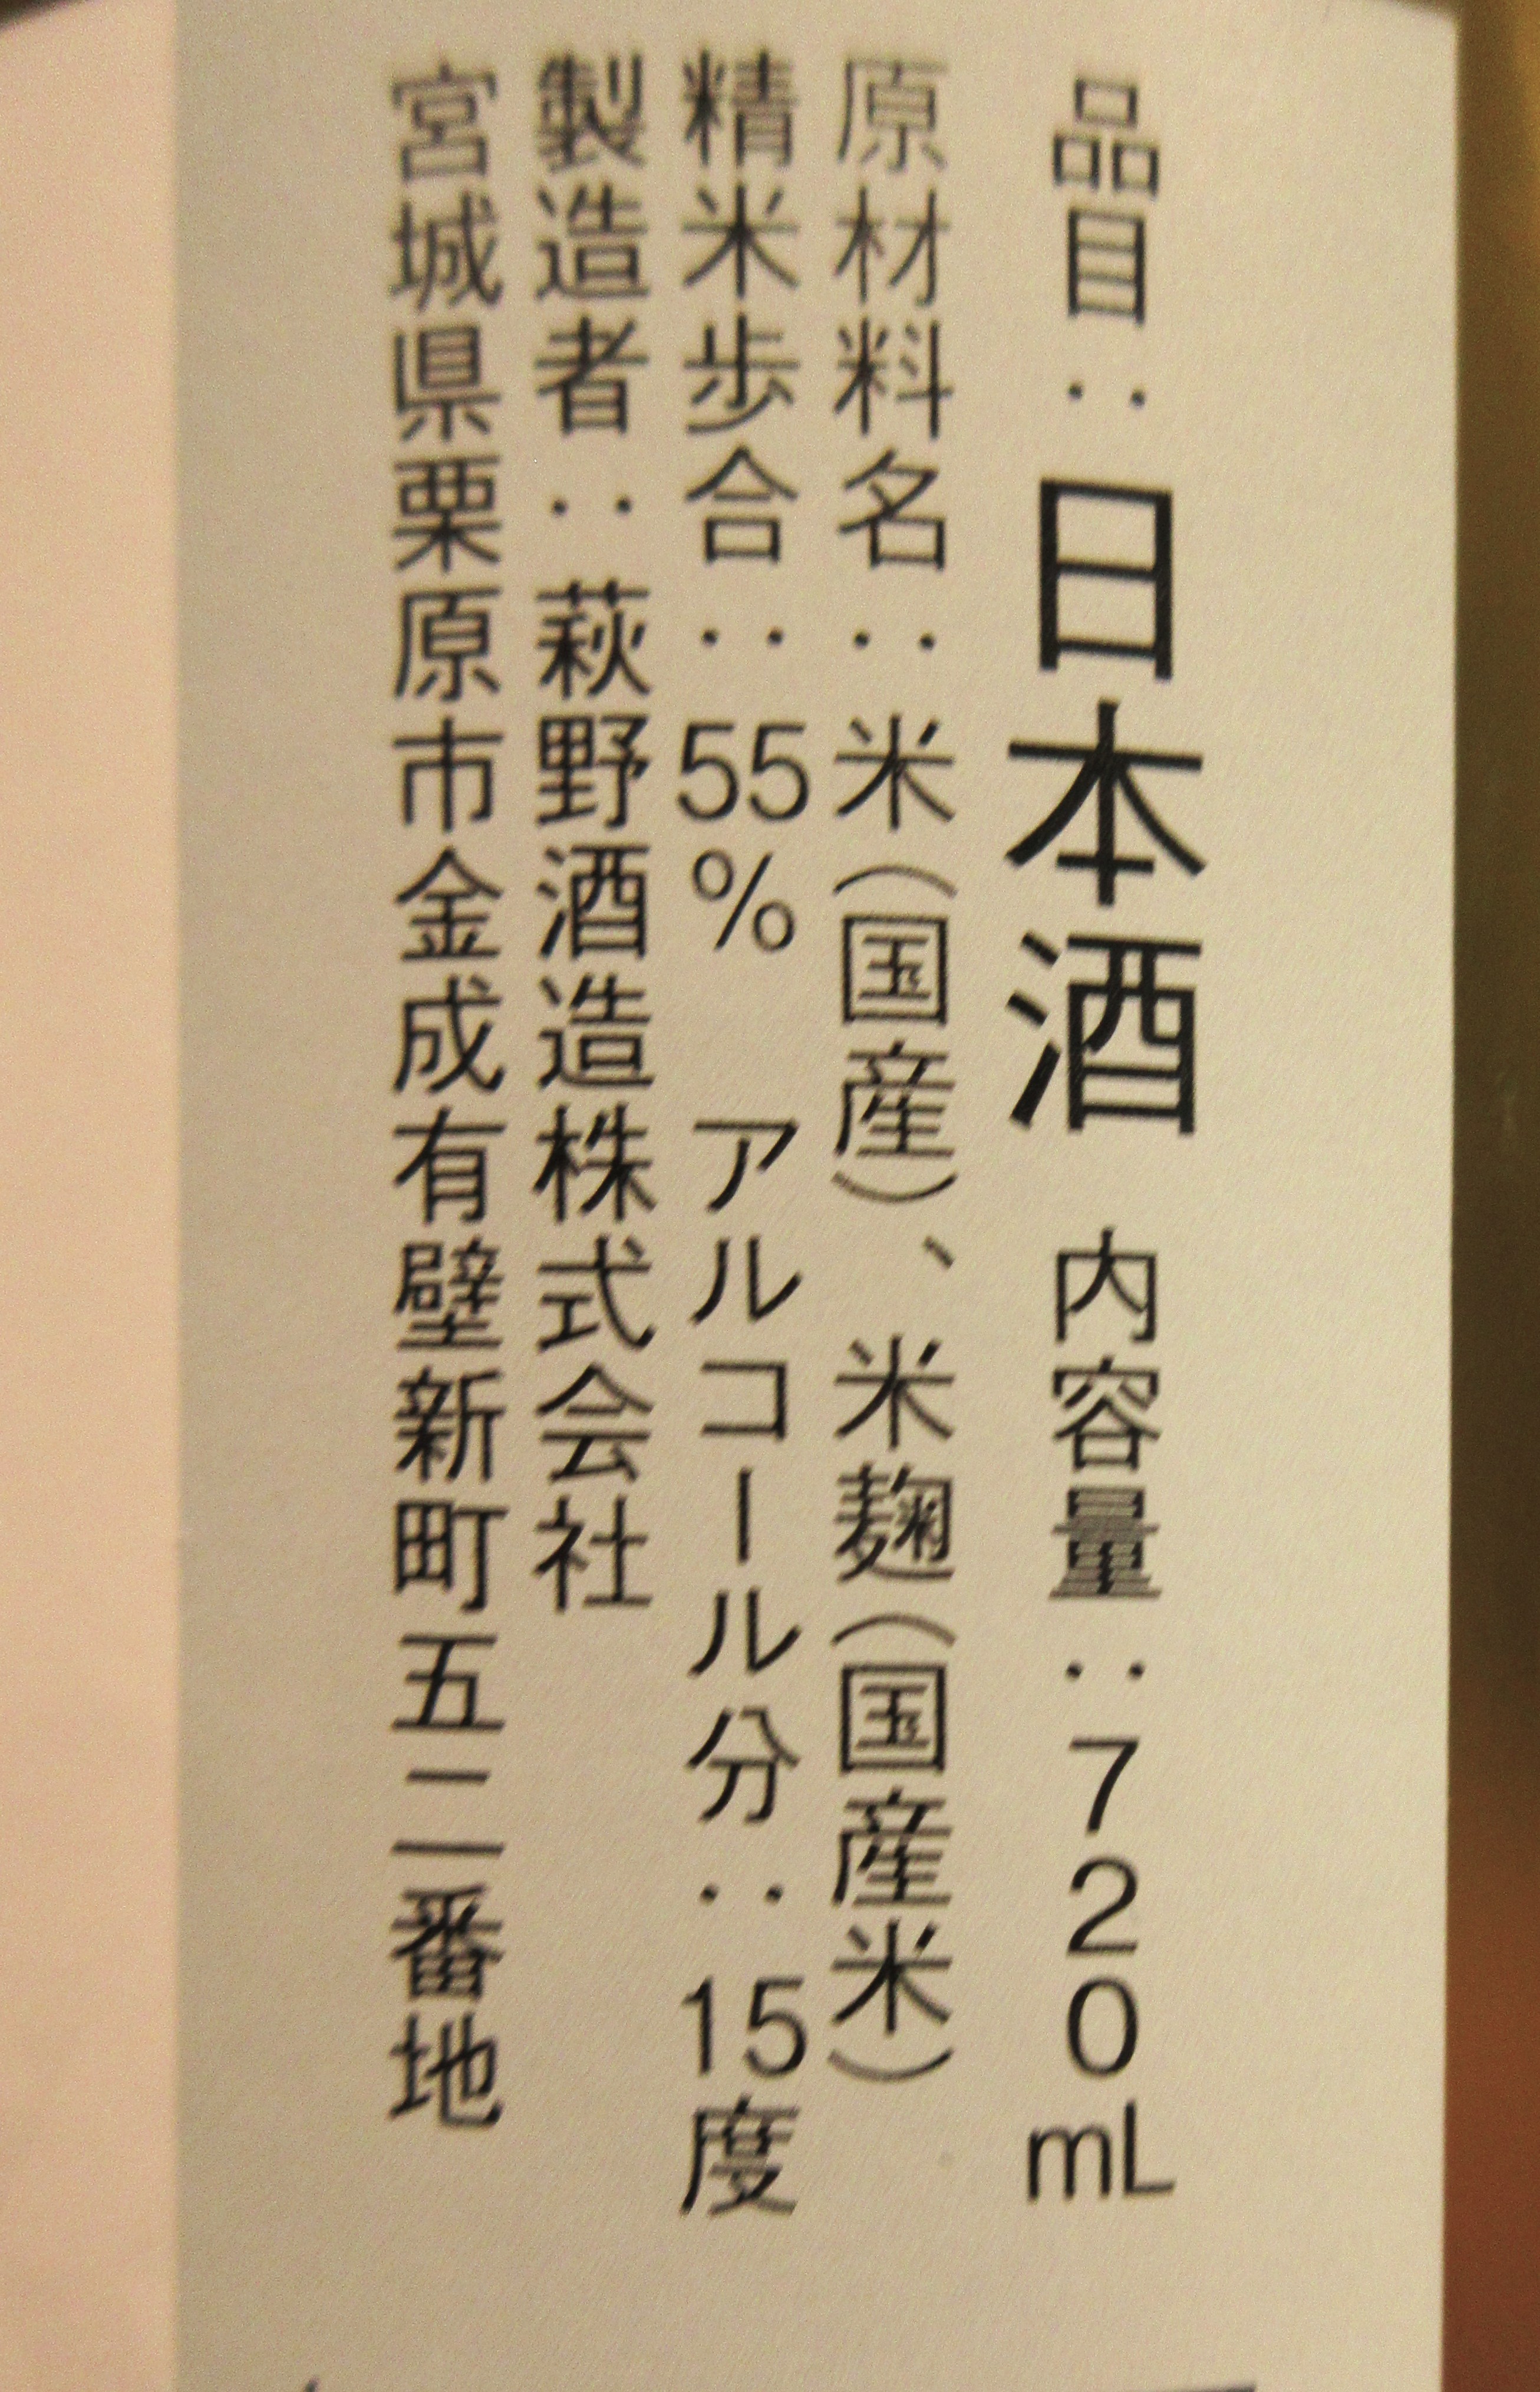 品目：日本酒　内容量：720mL
原材料名：米（国産）、米麹（国産米）
精米歩合：55％　アルコール分：15度
製造者：萩野酒造株式会社
宮城県栗原市金成有壁新町五二番地